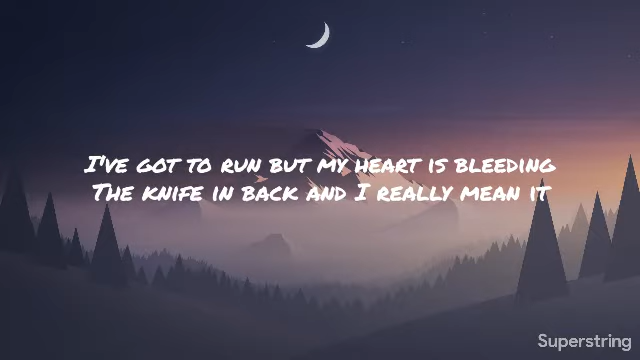 I'VE GOT TO RUN BUT MY HEART IS BLEEDING
THE KNIFE IN BACK AND I REALLY MEAN IT
Superstring